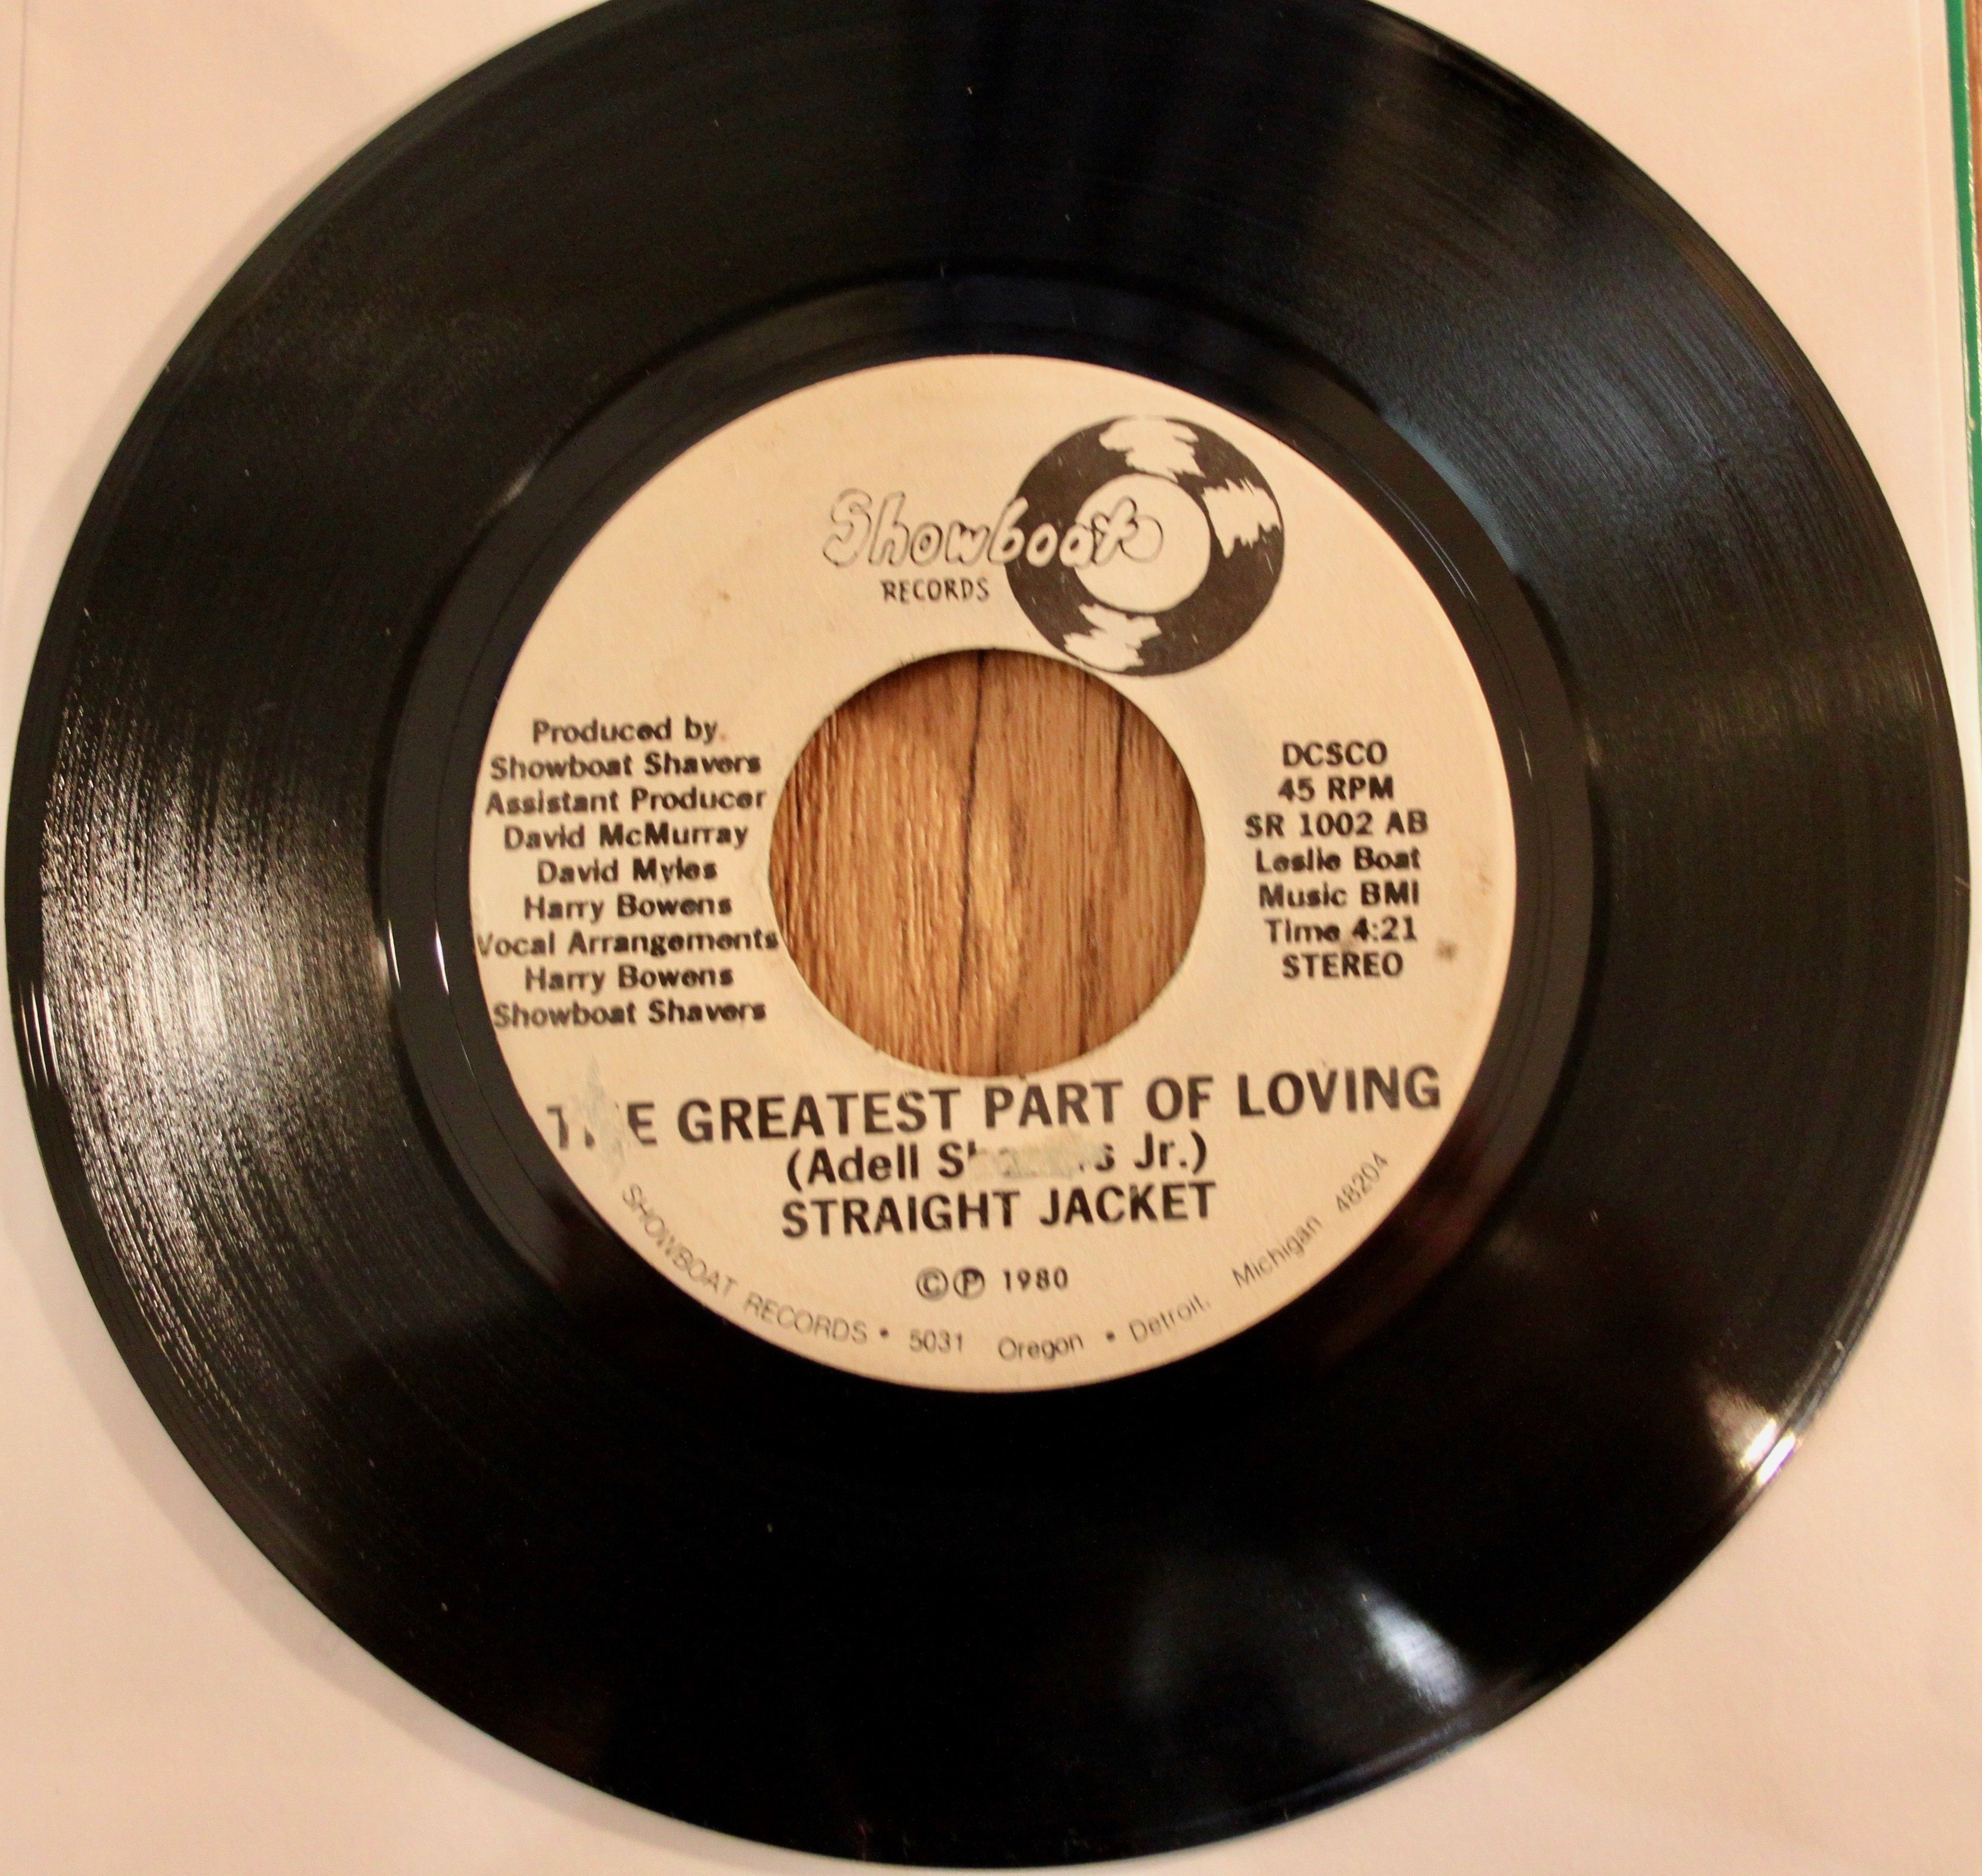 Showboat
RECORDS
Produced by
Showboat Shavers
Assistant Producer
David McMurray
David Myles
Harry Bowens
Vocal Arrangements
Harry Bowens
Showboat Shavers
DCSCO
45 RPM
SR 1002 AB
Leslie Boat
Music BMI
Time 4:21
STEREO
THE GREATEST PART OF LOVING
(Adell Jr.)
STRAIGHT JACKET
©℗ 1980
SHOWBOAT RECORDS • 5031 Oregon • Detroit, Michigan 48204